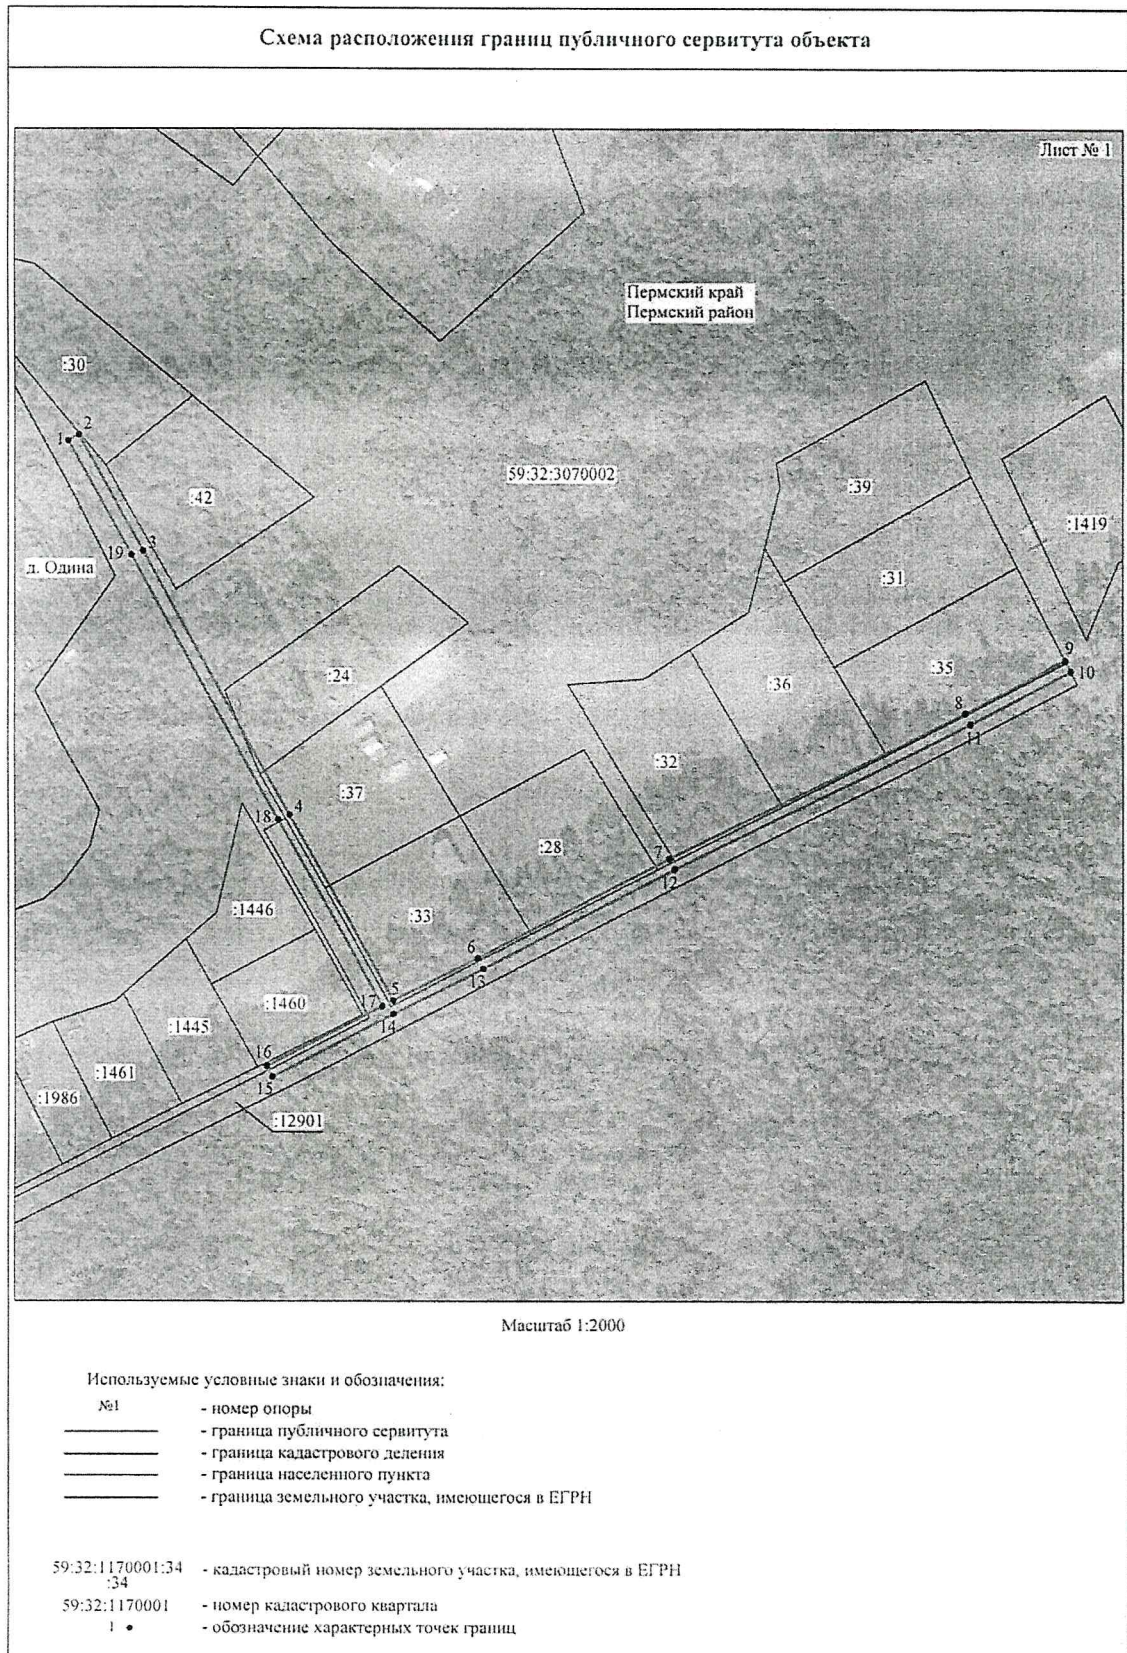 Схема расположения границ публичного сервитута объекта
Лист № 1
Пермский край
Пермский район
:30
2
1
59:32:3070002
:42
:39
:1419
3
19
д. Одина
:31
:24
:35
9
10
:36
8
11
:32
4
:37
18
7
:28
12
:1446
:33
6
13
5
17
:1460
14
:1445
16
:1461
15
:1986
:12901
Масштаб 1:2000
Используемые условные знаки и обозначения:
№1 - номер опоры
- граница публичного сервитута
- граница кадастрового деления
- граница населенного пункта
- граница земельного участка, имеющегося в ЕГРН
59:32:1170001:34 - кадастровый номер земельного участка, имеющегося в ЕГРН
:34
59:32:1170001 - номер кадастрового квартала
1 - обозначение характерных точек границ